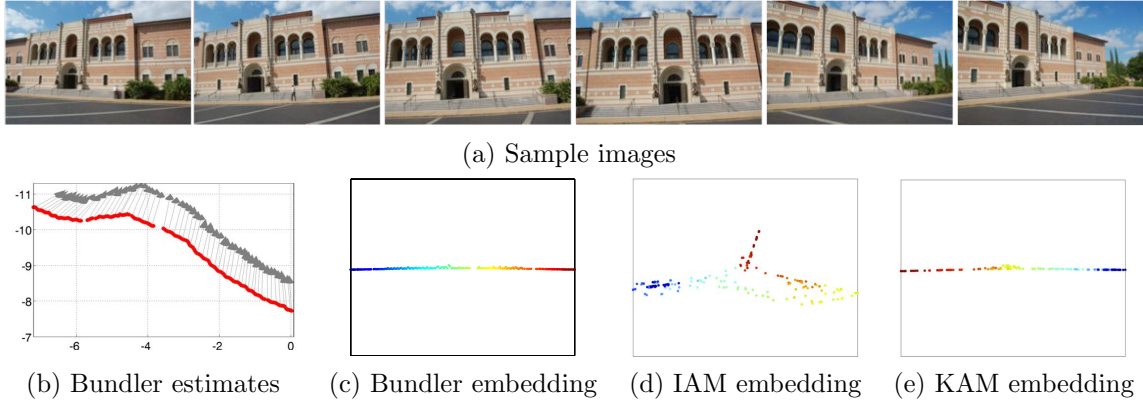 (a) Sample images
-11
-10
-9
-8
-7
-6
-4
-2
0
(b) Bundler estimates
(c) Bundler embedding
(d) IAM embedding
(e) KAM embedding